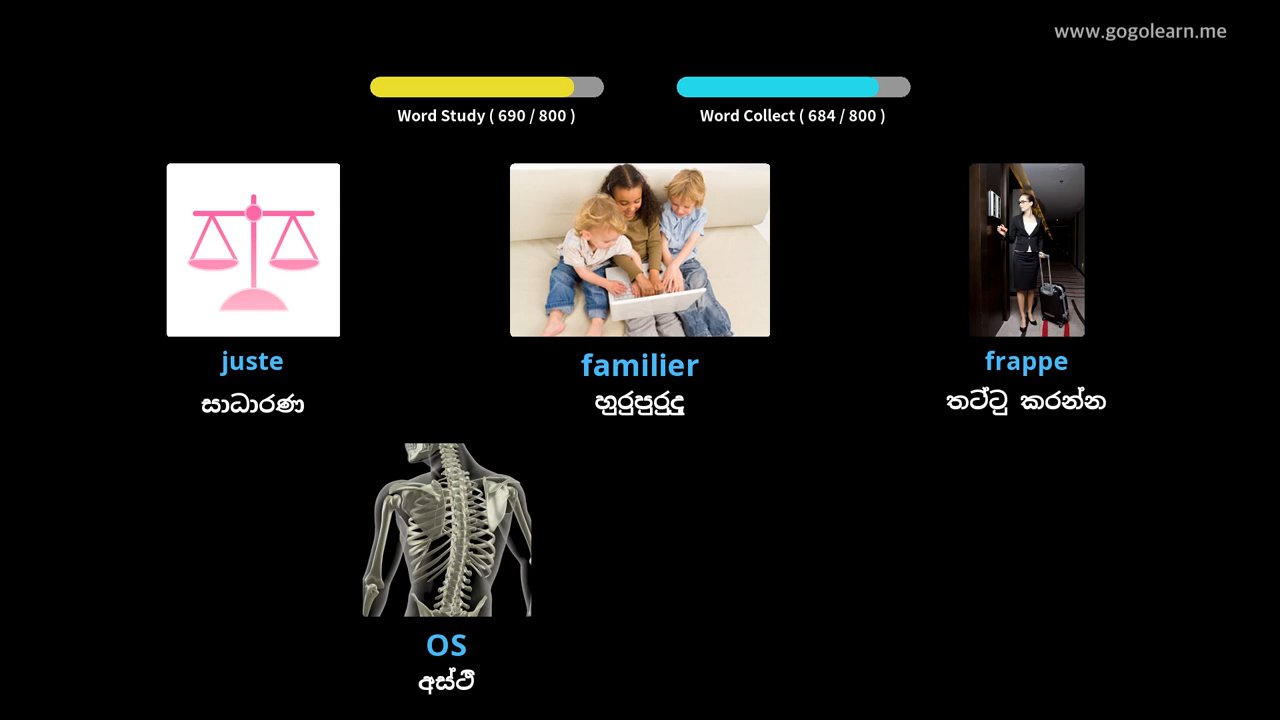 www.gogolearn.me
Word Study ( 690 / 800 )
Word Collect ( 684 / 800 )
juste
familier
frappe
සාධාරණ
හුරුපුරුදු
තට්ටු කරන්න
OS
අස්ථි